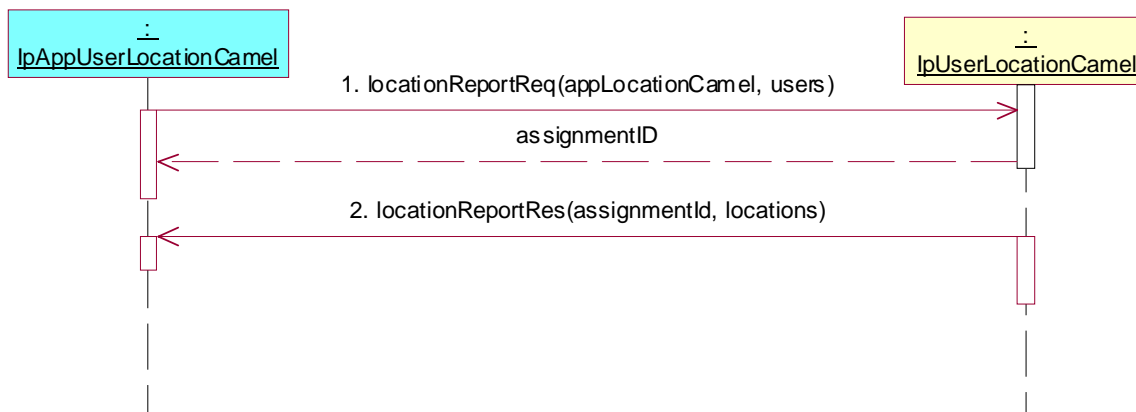 :
IpAppUserLocationCamel
:
IpUserLocationCamel
1. locationReportReq(appLocationCamel, users)
assignmentID
2. locationReportRes(assignmentId, locations)